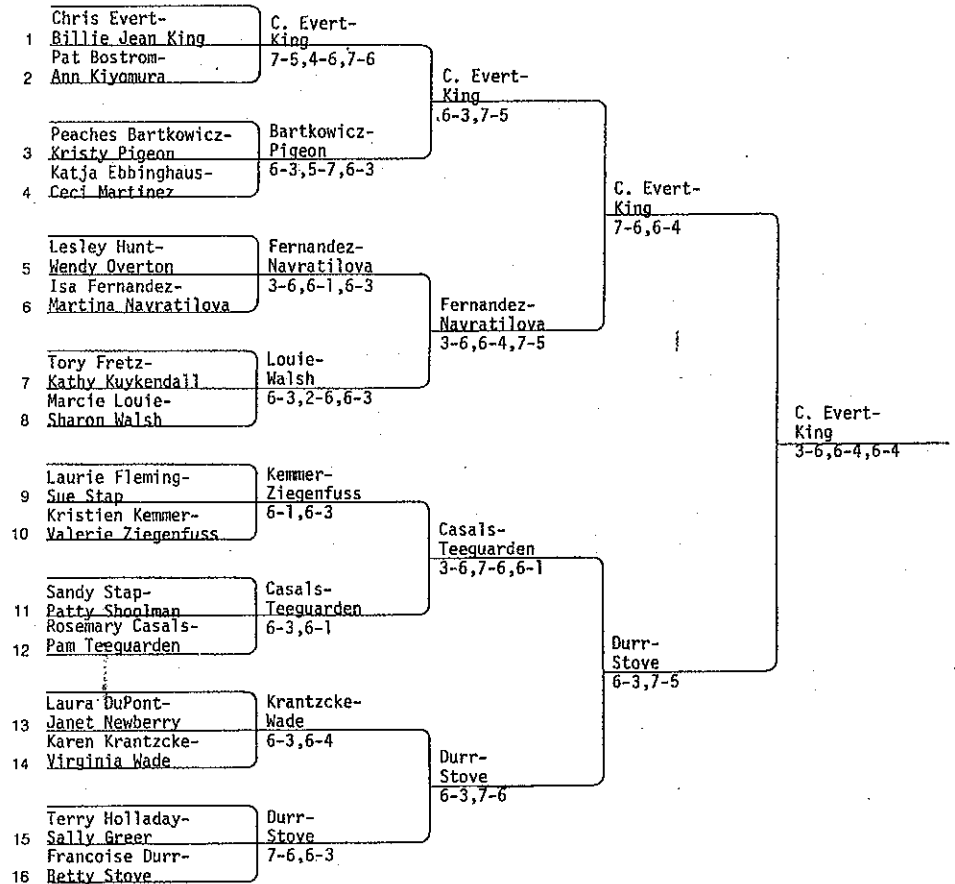 Chris Evert-
1 Billie Jean King
Pat Bostrom-
2 Ann Kiyomura
Peaches Bartkowicz-
3 Kristy Pigeon
Katja Ebbinghaus-
4 Ceci Martinez
Lesley Hunt-
5 Wendy Overton
Isa Fernandez-
6 Martina Navratilova
Tory Fretz-
7 Kathy Kuykendall
Marcie Louie-
8 Sharon Walsh
Laurie Fleming-
9 Sue Stap
Kristien Kemmer-
10 Valerie Ziegenfuss
Sandy Stap-
11 Patty Shoolman
Rosemary Casals-
12 Pam Teeguarden
Laura DuPont-
13 Janet Newberry
Karen Krantzcke-
14 Virginia Wade
Terry Holladay-
15 Sally Greer
Francoise Durr-
16 Betty Stove
C. Evert-
King
7-5,4-6,7-6
Bartkowicz-
Pigeon
6-3,5-7,6-3
Fernandez-
Navratilova
3-6,6-1,6-3
Louie-
Walsh
6-3,2-6,6-3
Kemmer-
Ziegenfuss
6-1,6-3
Casals-
Teeguarden
6-3,6-1
Krantzcke-
Wade
6-3,6-4
Durr-
Stove
7-6,6-3
C. Evert-
King
6-3,7-5
Fernandez-
Navratilova
3-6,6-4,7-5
Casals-
Teeguarden
3-6,7-6,6-1
Durr-
Stove
6-3,7-6
C. Evert-
King
7-6,6-4
Durr-
Stove
6-3,7-5
C. Evert-
King
3-6,6-4,6-4